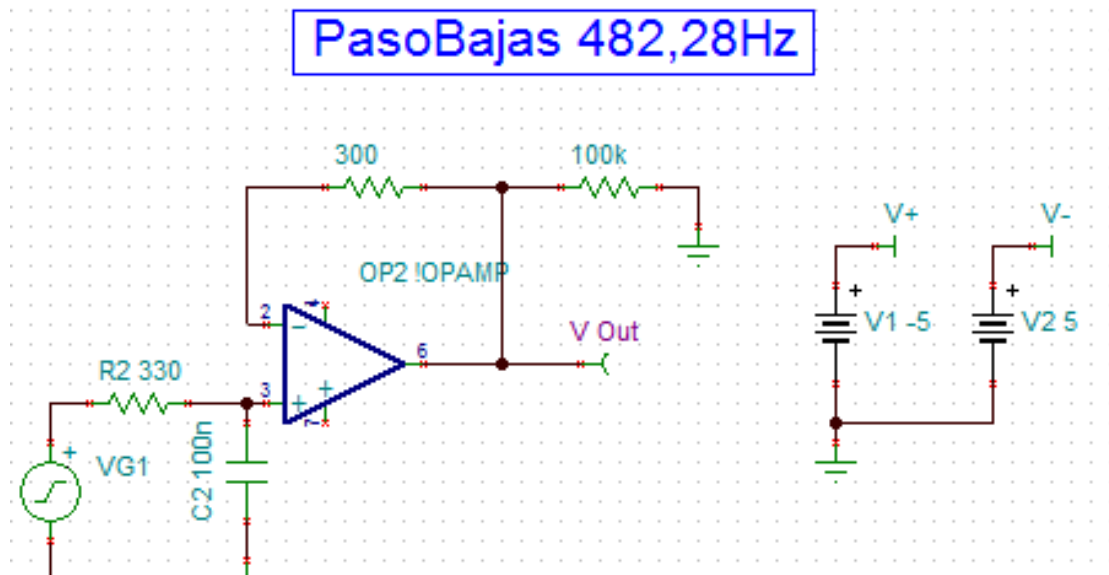 PasoBajas 482,28Hz
300
100k
V+
V-
OP2 !OPAMP
+
+
2
V1 -5
V2 5
−
V Out
6
R2 330
3
+
+
+
VG1
C2 100n
7